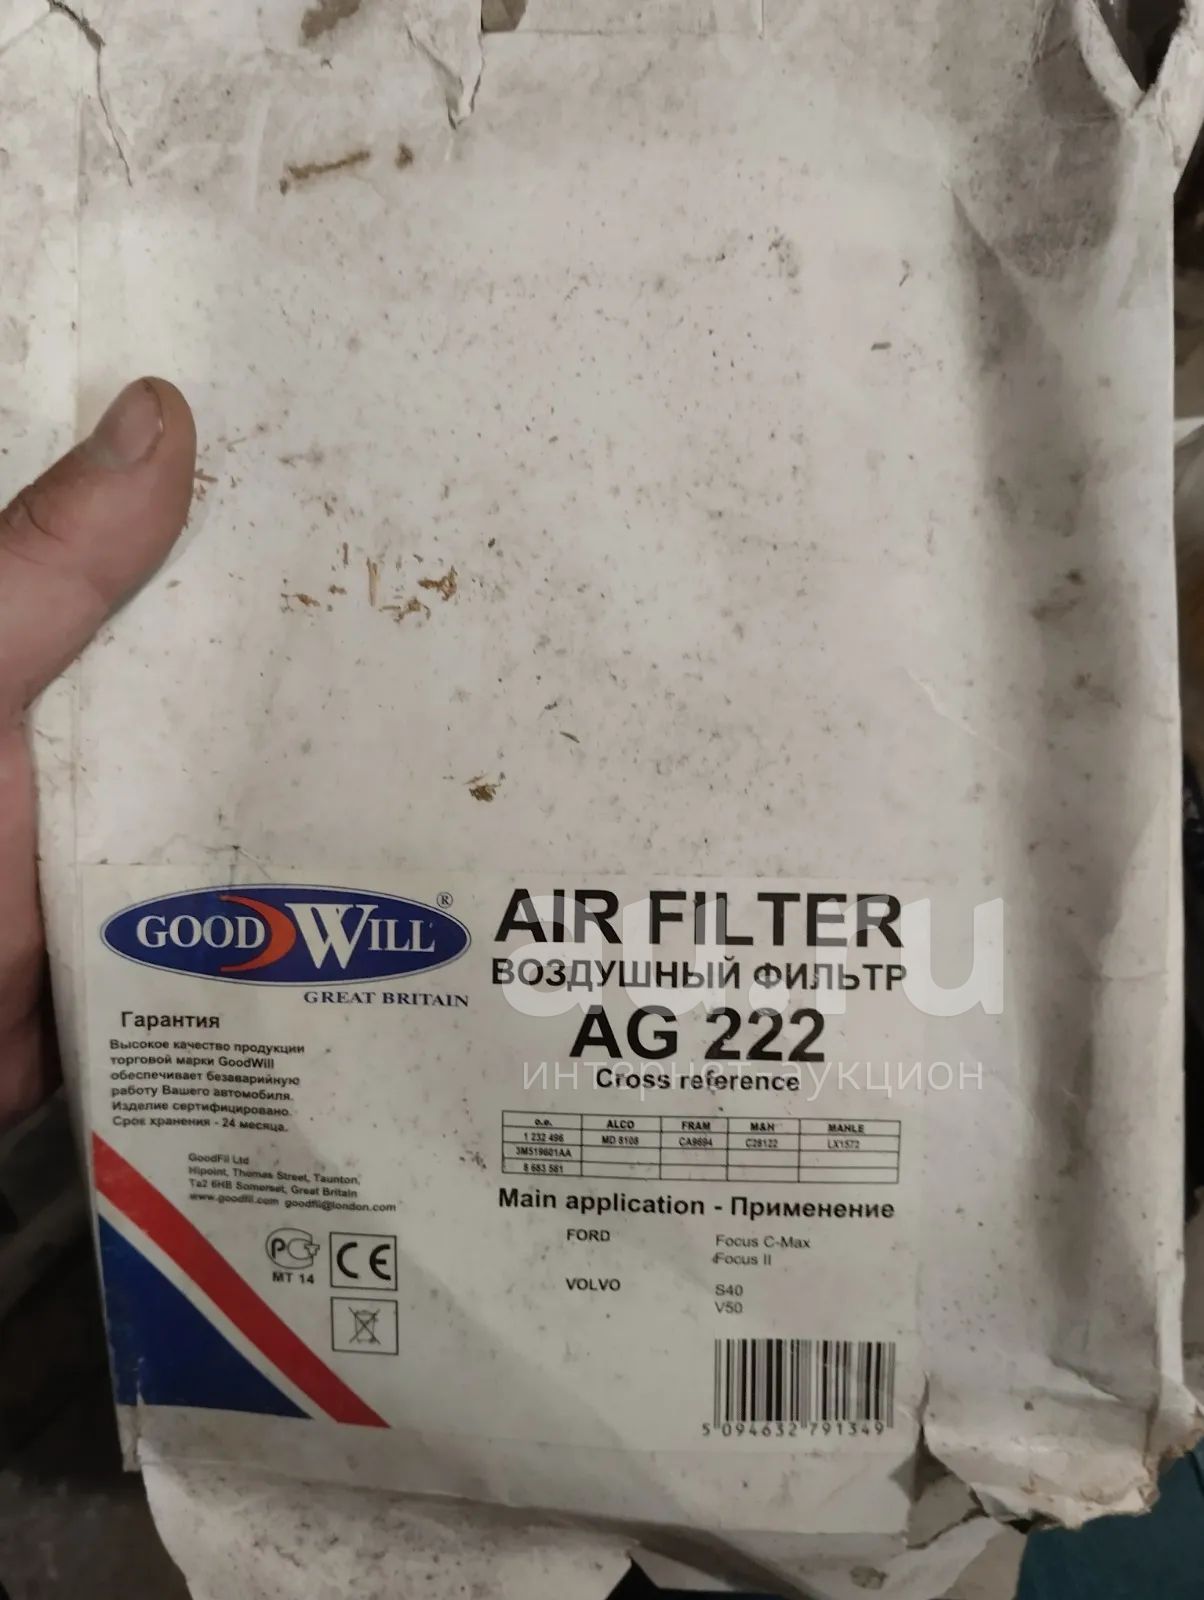 GOOD WILL ®
GREAT BRITAIN
AIR FILTER
ВОЗДУШНЫЙ ФИЛЬТР
AG 222
Cross reference
au.ru
интернет-аукцион
Гарантия
Высокое качество продукции
торговой марки GoodWill
обеспечивает безаварийную
работу Вашего автомобиля.
Изделие сертифицировано.
Срок хранения - 24 месяца.
GoodFil Ltd
Hipoint, Thomas Street, Taunton,
Ta2 6HB Somerset, Great Britain
www.goodfil.com goodfil@london.com
РС
МТ 14
CE
o.e. ALCO FRAM M&H MAHLE
1 232 496 MD 8108 CA9694 C28122 LX1572
3M519601AA
8 683 561
Main application - Применение
FORD Focus C-Max
Focus II
VOLVO S40
V50
5 094632 791349